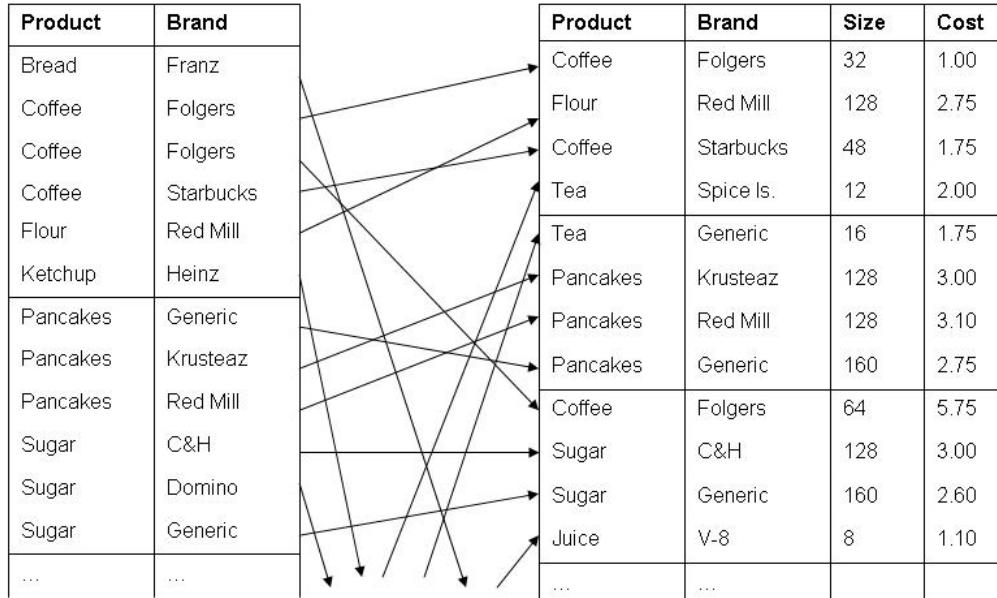 Product Brand
Bread Franz
Coffee Folgers
Coffee Folgers
Coffee Starbucks
Flour Red Mill
Ketchup Heinz
Pancakes Generic
Pancakes Krusteaz
Pancakes Red Mill
Sugar C&H
Sugar Domino
Sugar Generic
... ...
Product Brand Size Cost
Coffee Folgers 32 1.00
Flour Red Mill 128 2.75
Coffee Starbucks 48 1.75
Tea Spice Is. 12 2.00
Tea Generic 16 1.75
Pancakes Krusteaz 128 3.00
Pancakes Red Mill 128 3.10
Pancakes Generic 160 2.75
Coffee Folgers 64 5.75
Sugar C&H 128 3.00
Sugar Generic 160 2.60
Juice V-8 8 1.10
... ...